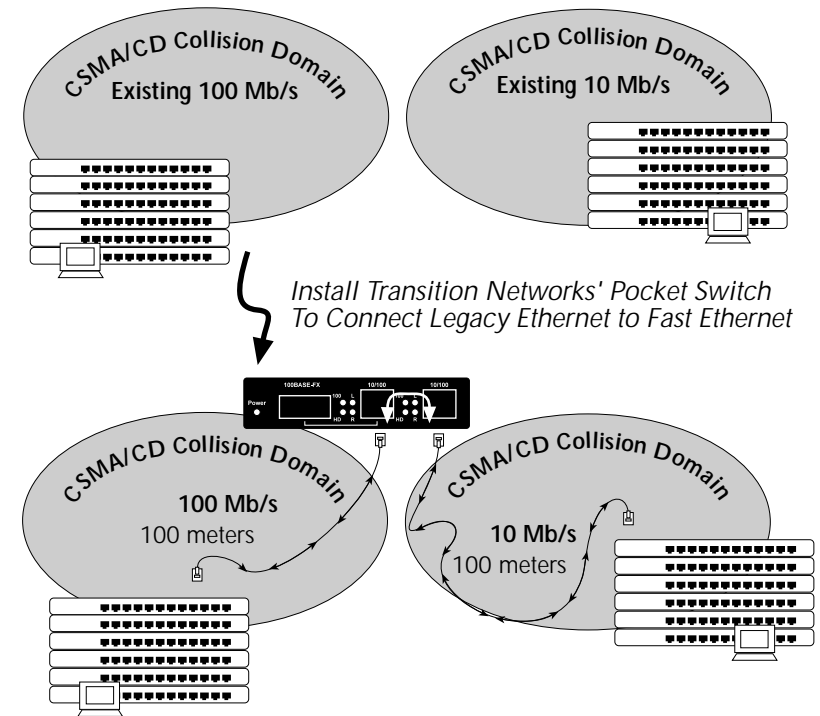 CSMA/CD Collision Domain
Existing 100 Mb/s
CSMA/CD Collision Domain
Existing 10 Mb/s
Install Transition Networks' Pocket Switch
To Connect Legacy Ethernet to Fast Ethernet
100BASE-FX
10/100
10/100
Power
100 L
HD R
100 L
HD R
CSMA/CD Collision Domain
100 Mb/s
100 meters
CSMA/CD Collision Domain
10 Mb/s
100 meters